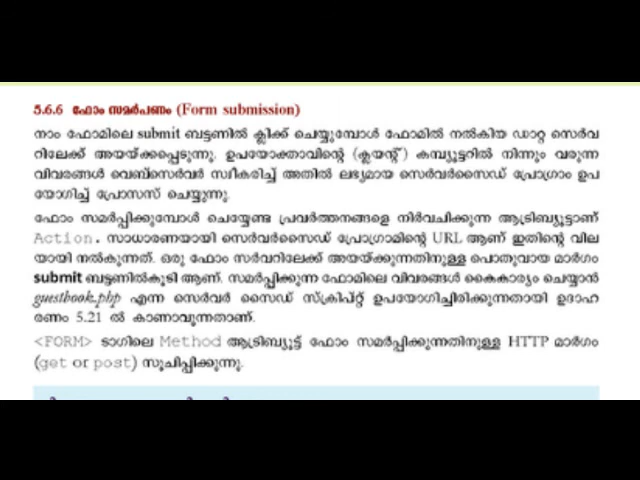 5.6.6 ഫോം സമർപണം (Form submission)
നാം ഫോമിലെ submit ബട്ടണിൽ ക്ലിക്ക് ചെയ്യുമ്പോൾ ഫോമിൽ നൽകിയ ഡാറ്റ സെർവ
റിലേക്ക് അയയ്ക്കപ്പെടുന്നു. ഉപയോക്താവിന്റെ (ക്ലയന്റ്) കമ്പ്യൂട്ടറിൽ നിന്നും വരുന്ന
വിവരങ്ങൾ വെബ്സെർവർ സ്വീകരിച്ച് അതിൽ ലഭ്യമായ സെർവർസൈഡ് പ്രോഗ്രാം ഉപ
യോഗിച്ച് പ്രോസസ് ചെയ്യുന്നു.
ഫോം സമർപ്പിക്കുമ്പോൾ ചെയ്യേണ്ട പ്രവർത്തനങ്ങളെ നിർവചിക്കുന്ന ആട്രിബ്യൂട്ടാണ്
Action. സാധാരണയായി സെർവർസൈഡ് പ്രോഗ്രാമിന്റെ URL ആണ് ഇതിന്റെ വില
യായി നൽകുന്നത്. ഒരു ഫോം സർവറിലേക്ക് അയയ്ക്കുന്നതിനുള്ള പൊതുവായ മാർഗം
submit ബട്ടണിൽകൂടി ആണ്. സമർപ്പിക്കുന്ന ഫോമിലെ വിവരങ്ങൾ കൈകാര്യം ചെയ്യാൻ
guestbook.php എന്ന സെർവർ സൈഡ് സ്ക്രിപ്റ്റ് ഉപയോഗിച്ചിരിക്കുന്നതായി ഉദാഹ
രണം 5.21 ൽ കാണാവുന്നതാണ്.
<FORM> ടാഗിലെ Method ആട്രിബ്യൂട്ട് ഫോം സമർപ്പിക്കുന്നതിനുള്ള HTTP മാർഗം
(get or post) സൂചിപ്പിക്കുന്നു.